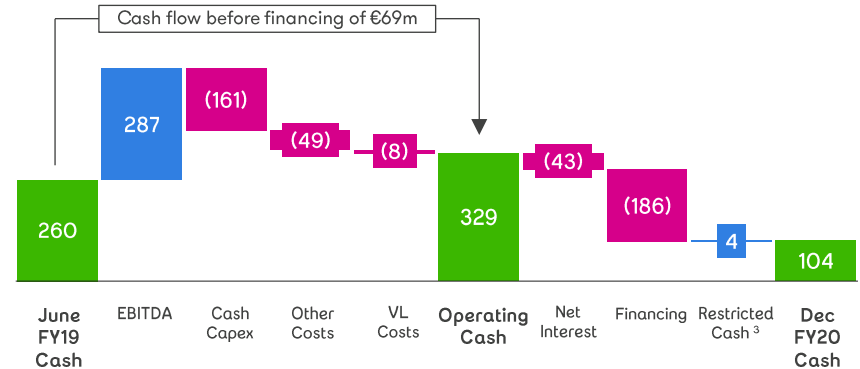 Cash flow before financing of €69m
260
287
(161)
(49)
(8)
329
(43)
(186)
4
104
June
FY19
Cash
EBITDA
Cash
Capex
Other
Costs
VL
Costs
Operating
Cash
Net
Interest
Financing
Restricted
Cash ³
Dec
FY20
Cash